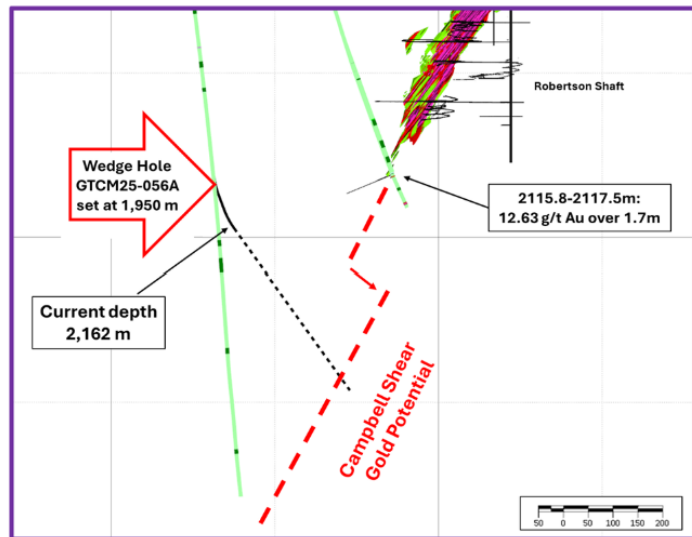 Robertson Shaft
Wedge Hole
GTCM25-056A
set at 1,950 m
2115.8-2117.5m:
12.63 g/t Au over 1.7m
Current depth
2,162 m
Campbell Shear
Gold Potential
50 0 50 100 150 200